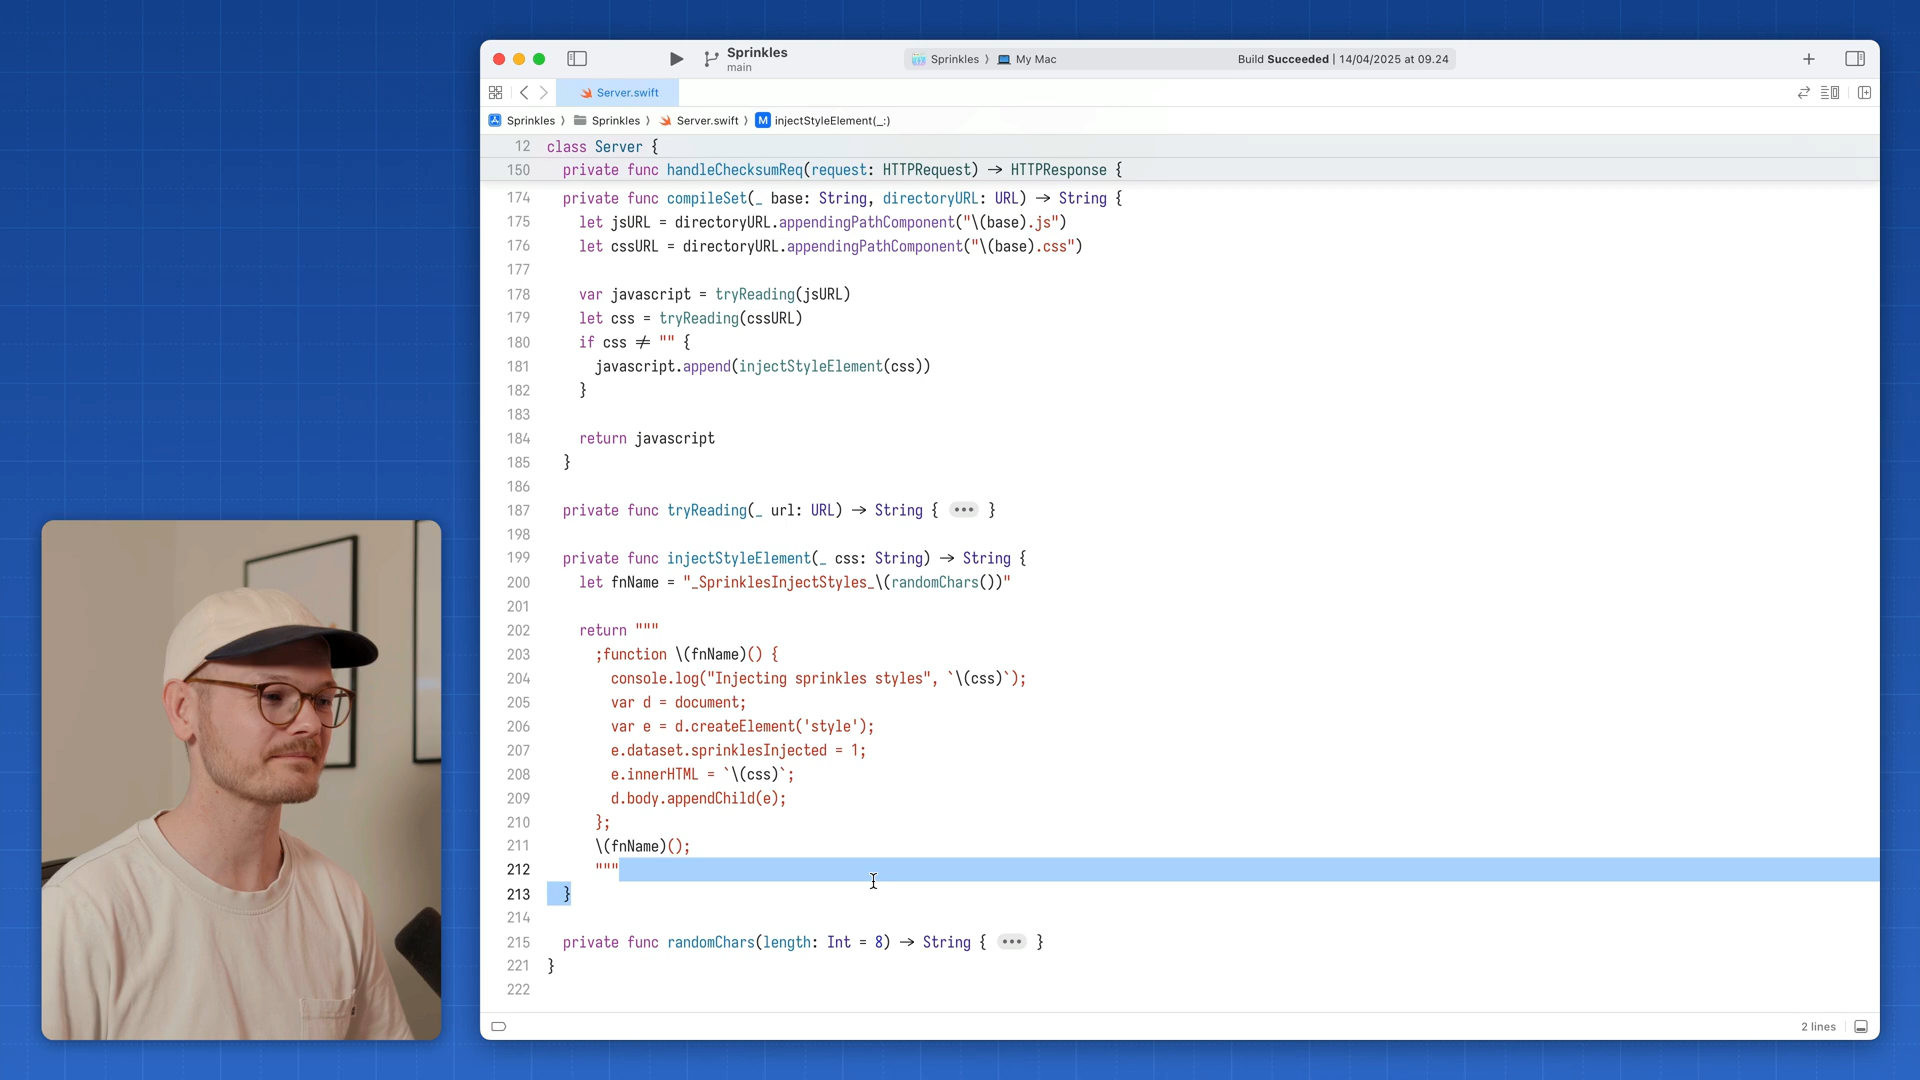 Sprinkles
main
Sprinkles 〉 My Mac
Build Succeeded | 14/04/2025 at 09.24
Server.swift
Sprinkles 〉 Sprinkles 〉 Server.swift 〉 M injectStyleElement(_:)
12 class Server {
150 private func handleChecksumReq(request: HTTPRequest) → HTTPResponse {
174 private func compileSet(_ base: String, directoryURL: URL) → String {
175 let jsURL = directoryURL.appendingPathComponent("\(base).js")
176 let cssURL = directoryURL.appendingPathComponent("\(base).css")
177
178 var javascript = tryReading(jsURL)
179 let css = tryReading(cssURL)
180 if css ≠ "" {
181 javascript.append(injectStyleElement(css))
182 }
183
184 return javascript
185 }
186
187 private func tryReading(_ url: URL) → String { ••• }
198
199 private func injectStyleElement(_ css: String) → String {
200 let fnName = "_SprinklesInjectStyles_\(randomChars())"
201
202 return """
203 ;function \(fnName)() {
204 console.log("Injecting sprinkles styles", `\(css)`);
205 var d = document;
206 var e = d.createElement('style');
207 e.dataset.sprinklesInjected = 1;
208 e.innerHTML = `\(css)`;
209 d.body.appendChild(e);
210 };
211 \(fnName)();
212 """
213 }
214
215 private func randomChars(length: Int = 8) → String { ••• }
221 }
222
2 lines